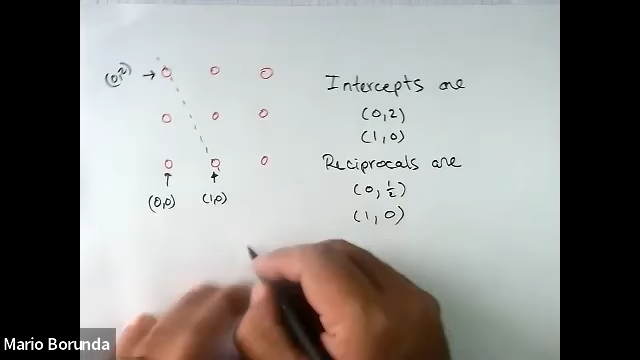 (0,2)
Intercepts are
(0,2)
(1,0)
Reciprocals are
(0, 1/2)
(1, 0)
(0,0)
(1,0)
Mario Borunda